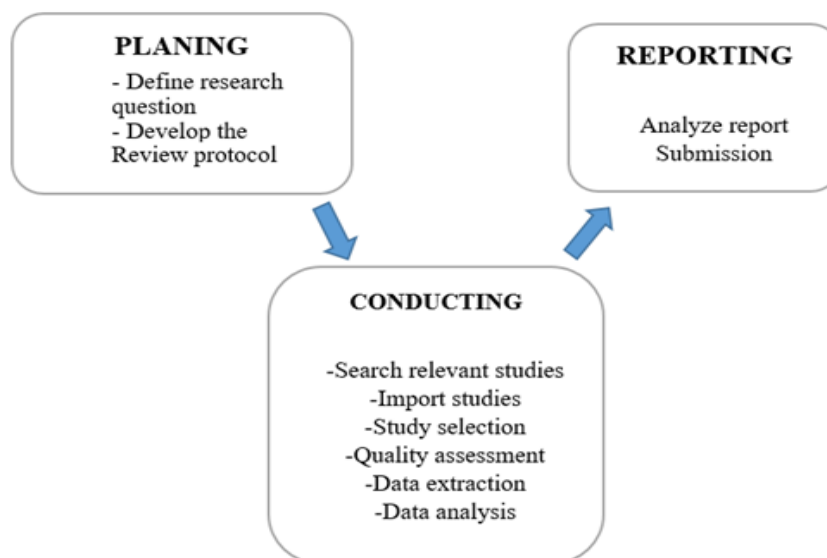 PLANING
- Define research
question
- Develop the
Review protocol
REPORTING
Analyze report
Submission
CONDUCTING
-Search relevant studies
-Import studies
-Study selection
-Quality assessment
-Data extraction
-Data analysis